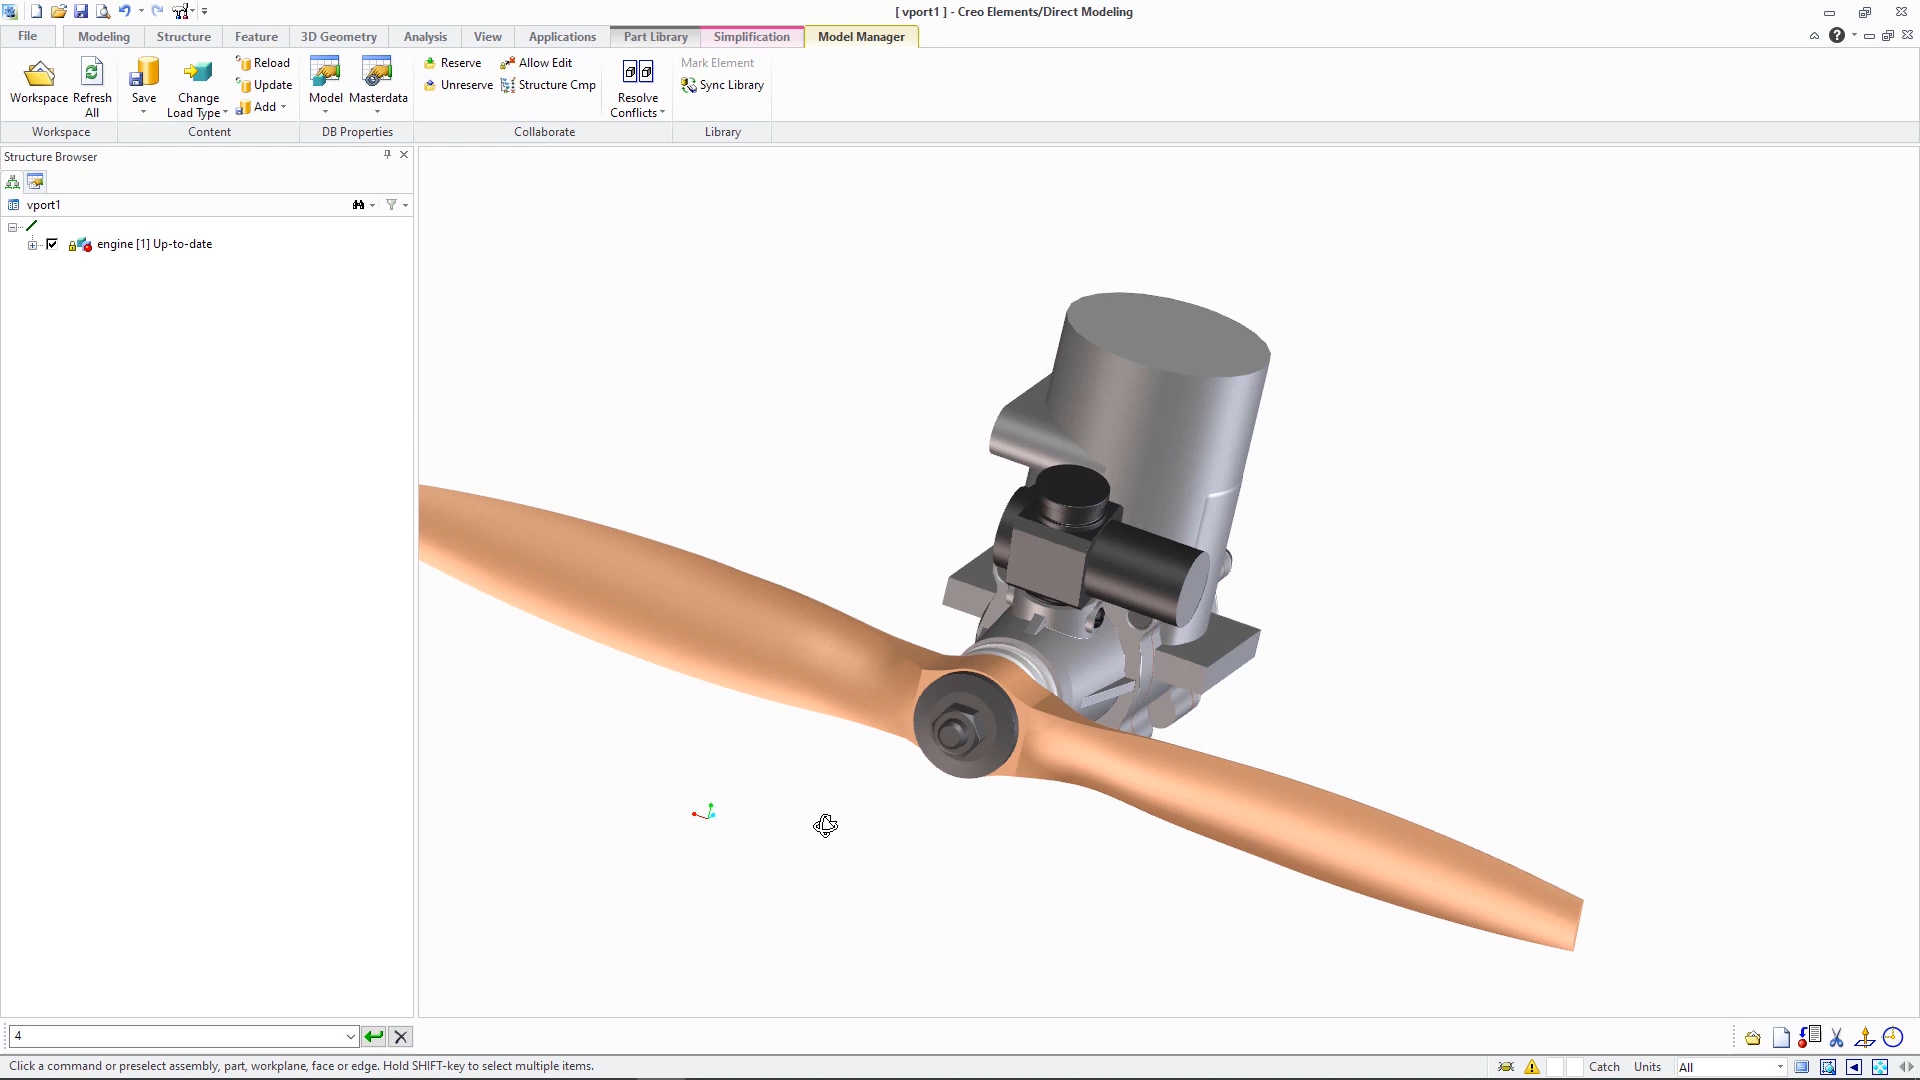 [ vport1 ] - Creo Elements/Direct Modeling
File Modeling Structure Feature 3D Geometry Analysis View Applications Part Library Simplification Model Manager
Workspace
Refresh
All
Save
Change
Load Type
Reload
Update
Add
Model
Masterdata
Reserve
Unreserve
Allow Edit
Structure Cmp
Resolve
Conflicts
Mark Element
Sync Library
Workspace Content DB Properties Collaborate Library
Structure Browser
vport1
engine [1] Up-to-date
4
Click a command or preselect assembly, part, workplane, face or edge. Hold SHIFT-key to select multiple items.
Catch Units All